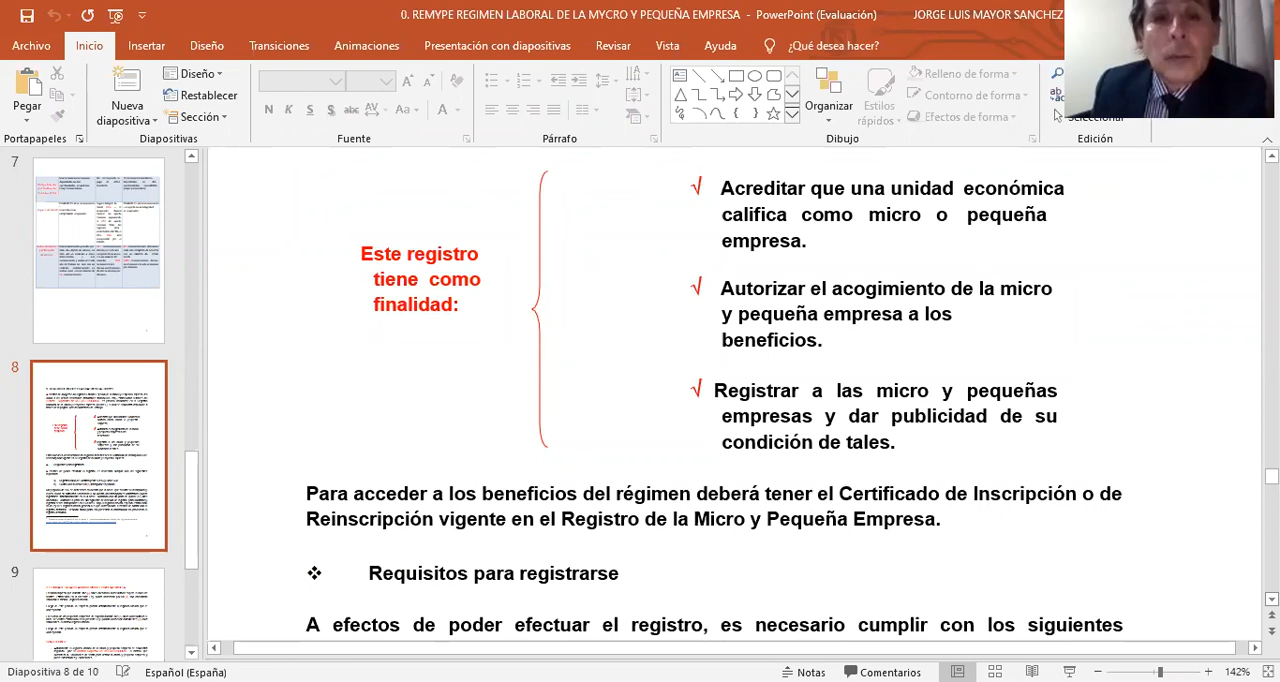 0. REMYPE REGIMEN LABORAL DE LA MYCRO Y PEQUEÑA EMPRESA - PowerPoint (Evaluación)
JORGE LUIS MAYOR SANCHEZ
Archivo
Inicio
Insertar
Diseño
Transiciones
Animaciones
Presentación con diapositivas
Revisar
Vista
Ayuda
¿Qué desea hacer?
Pegar
Nueva
diapositiva
Diseño
Restablecer
Sección
N K S S abc AV Aa A
Organizar
Estilos
rápidos
Relleno de forma
Contorno de forma
Efectos de forma
Seleccionar
Portapapeles
Diapositivas
Fuente
Párrafo
Dibujo
Edición
7
8
9
Este registro
tiene como
finalidad:
√ Acreditar que una unidad económica
califica como micro o pequeña
empresa.
√ Autorizar el acogimiento de la micro
y pequeña empresa a los
beneficios.
√ Registrar a las micro y pequeñas
empresas y dar publicidad de su
condición de tales.
Para acceder a los beneficios del régimen deberá tener el Certificado de Inscripción o de
Reinscripción vigente en el Registro de la Micro y Pequeña Empresa.
❖ Requisitos para registrarse
A efectos de poder efectuar el registro, es necesario cumplir con los siguientes
Diapositiva 8 de 10
Español (España)
Notas
Comentarios
142%